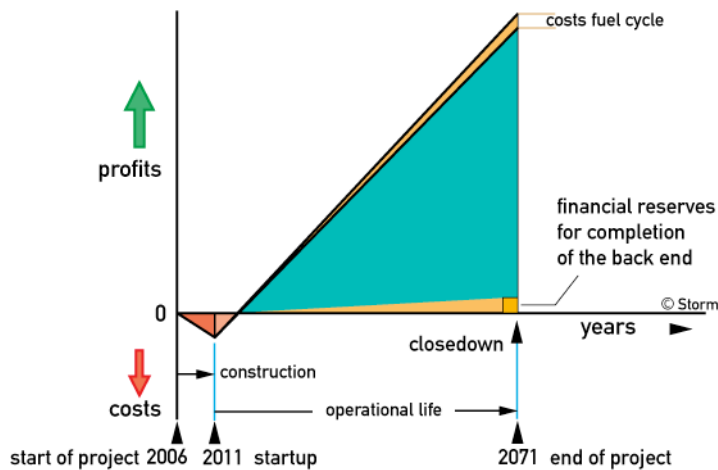 costs fuel cycle
profits
financial reserves
for completion
of the back end
0
© Storm
years
closedown
construction
costs
operational life
start of project 2006
2011 startup
2071 end of project